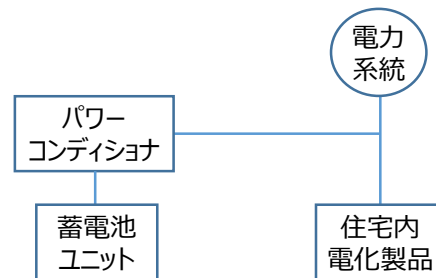 電力
系統
パワー
コンディショナ
蓄電池
ユニット
住宅内
電化製品